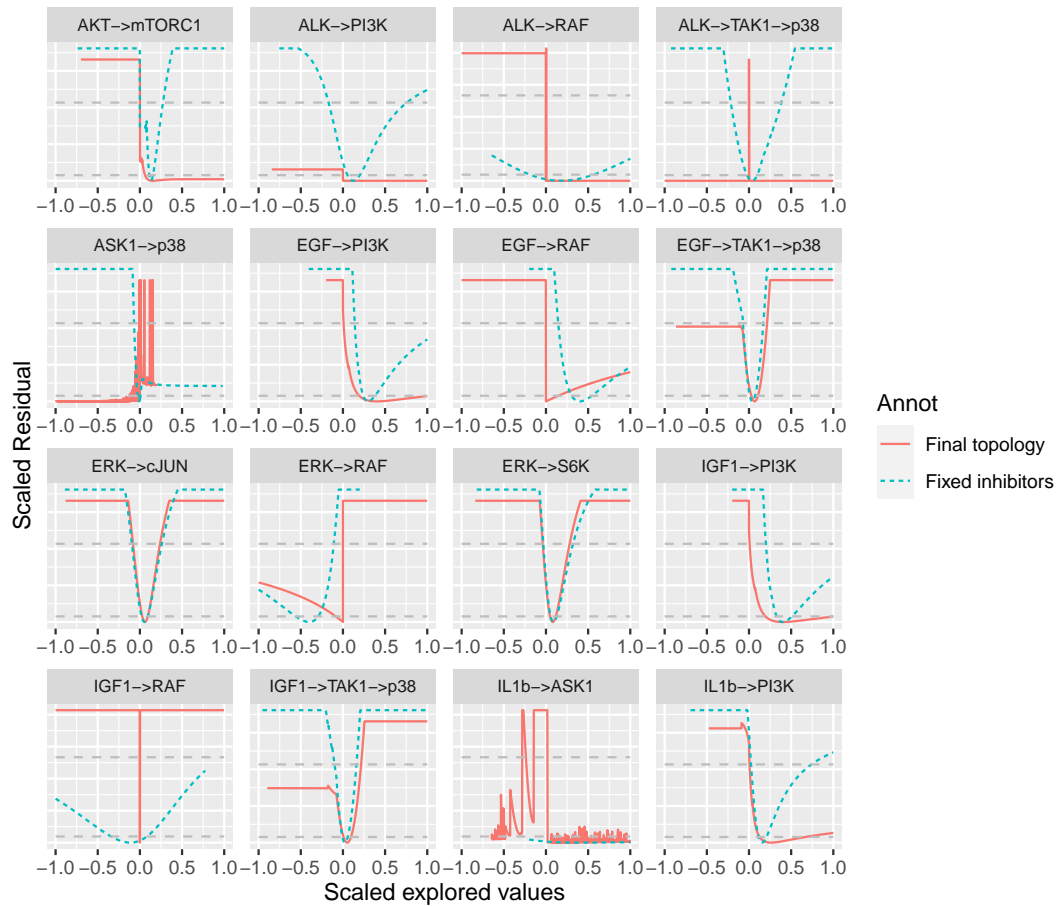 AKT−>mTORC1 ALK−>PI3K ALK−>RAF ALK−>TAK1−>p38
−1.0 −0.5 0.0 0.5 1.0 −1.0 −0.5 0.0 0.5 1.0 −1.0 −0.5 0.0 0.5 1.0 −1.0 −0.5 0.0 0.5 1.0
ASK1−>p38 EGF−>PI3K EGF−>RAF EGF−>TAK1−>p38
−1.0 −0.5 0.0 0.5 1.0 −1.0 −0.5 0.0 0.5 1.0 −1.0 −0.5 0.0 0.5 1.0 −1.0 −0.5 0.0 0.5 1.0
ERK−>cJUN ERK−>RAF ERK−>S6K IGF1−>PI3K
−1.0 −0.5 0.0 0.5 1.0 −1.0 −0.5 0.0 0.5 1.0 −1.0 −0.5 0.0 0.5 1.0 −1.0 −0.5 0.0 0.5 1.0
IGF1−>RAF IGF1−>TAK1−>p38 IL1b−>ASK1 IL1b−>PI3K
−1.0 −0.5 0.0 0.5 1.0 −1.0 −0.5 0.0 0.5 1.0 −1.0 −0.5 0.0 0.5 1.0 −1.0 −0.5 0.0 0.5 1.0
Scaled explored values
Scaled Residual
Annot
Final topology
Fixed inhibitors